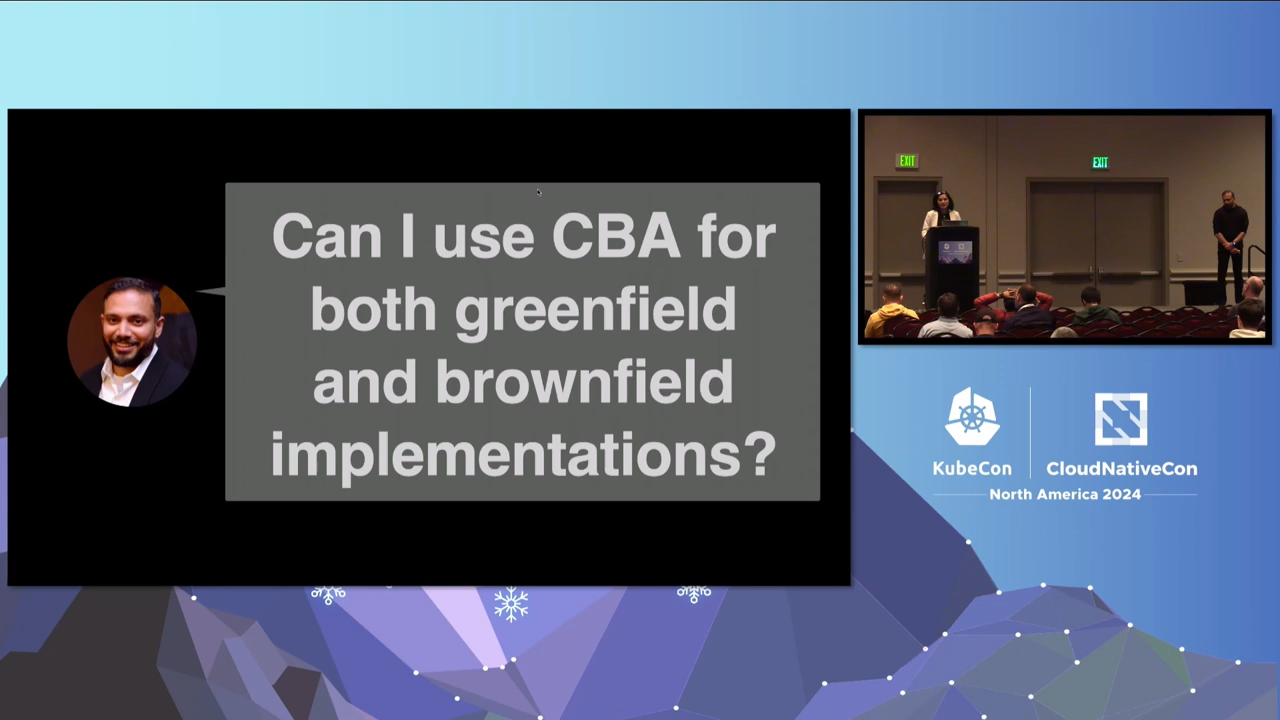 Can I use CBA for
both greenfield
and brownfield
implementations?
EXIT
EXIT
KubeCon
CloudNativeCon
North America 2024